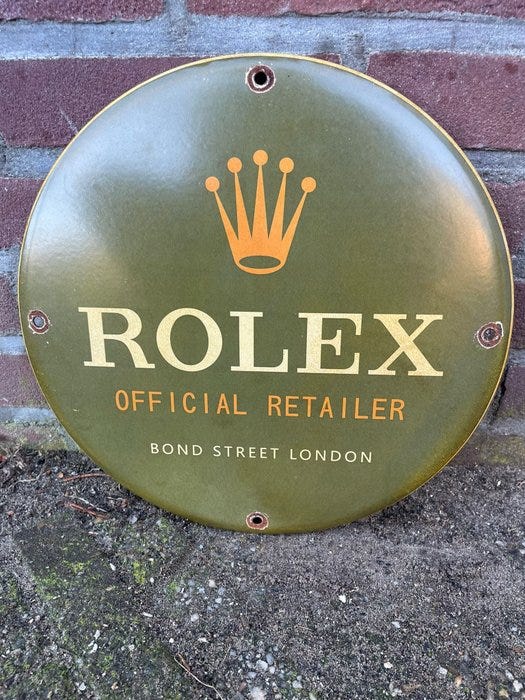 ROLEX
OFFICIAL RETAILER
BOND STREET LONDON